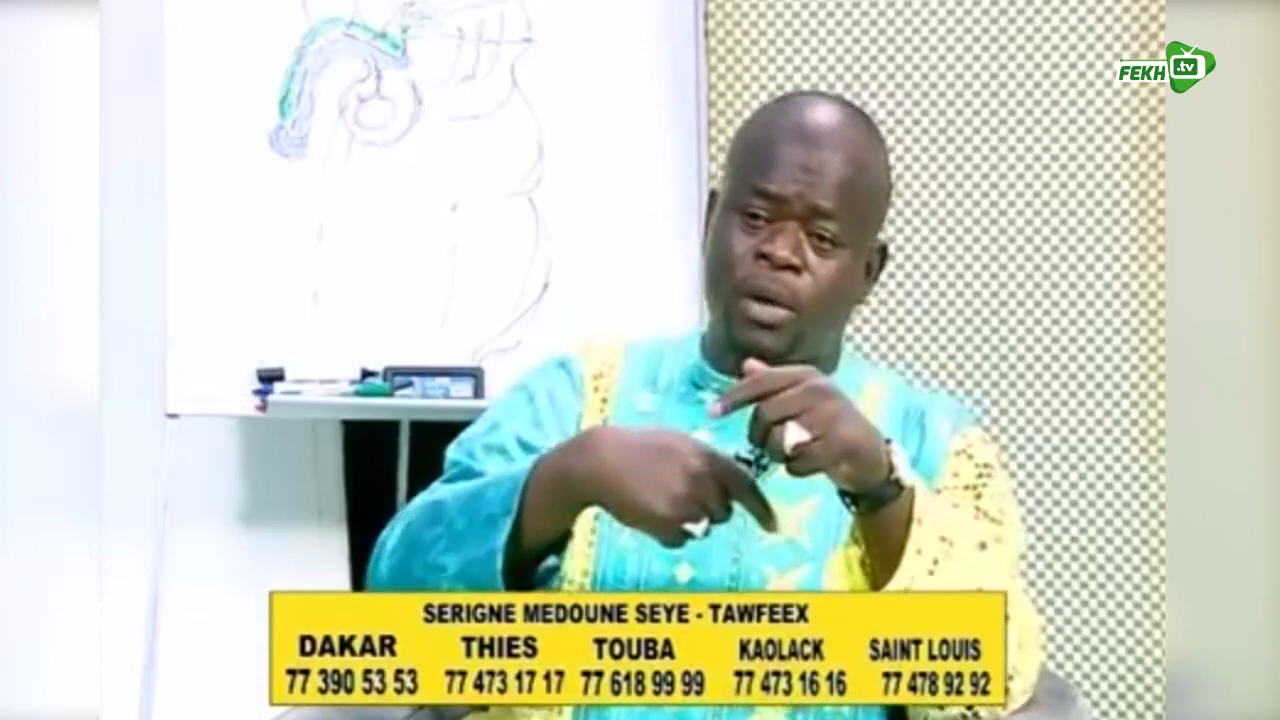 FEKH .tv
SERIGNE MEDOUNE SEYE - TAWFEEX
DAKAR THIES TOUBA KAOLACK SAINT LOUIS
77 390 53 53 77 473 17 17 77 618 99 99 77 473 16 16 77 478 92 92